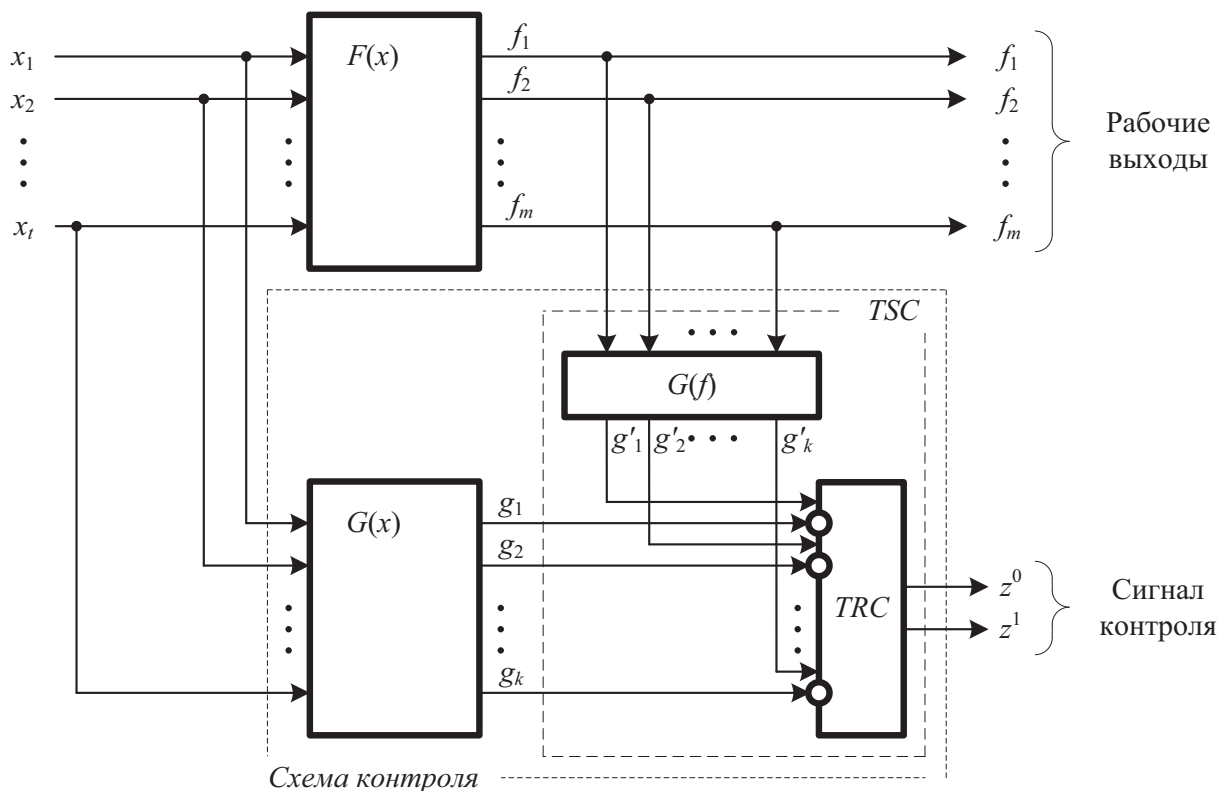 x₁
x₂
xₜ
F(x)
f₁
f₂
fₘ
f₁
f₂
fₘ
Рабочие
выходы
TSC
G(f)
g′₁
g′₂
g′ₖ
G(x)
g₁
g₂
gₖ
TRC
z⁰
z¹
Сигнал
контроля
Схема контроля